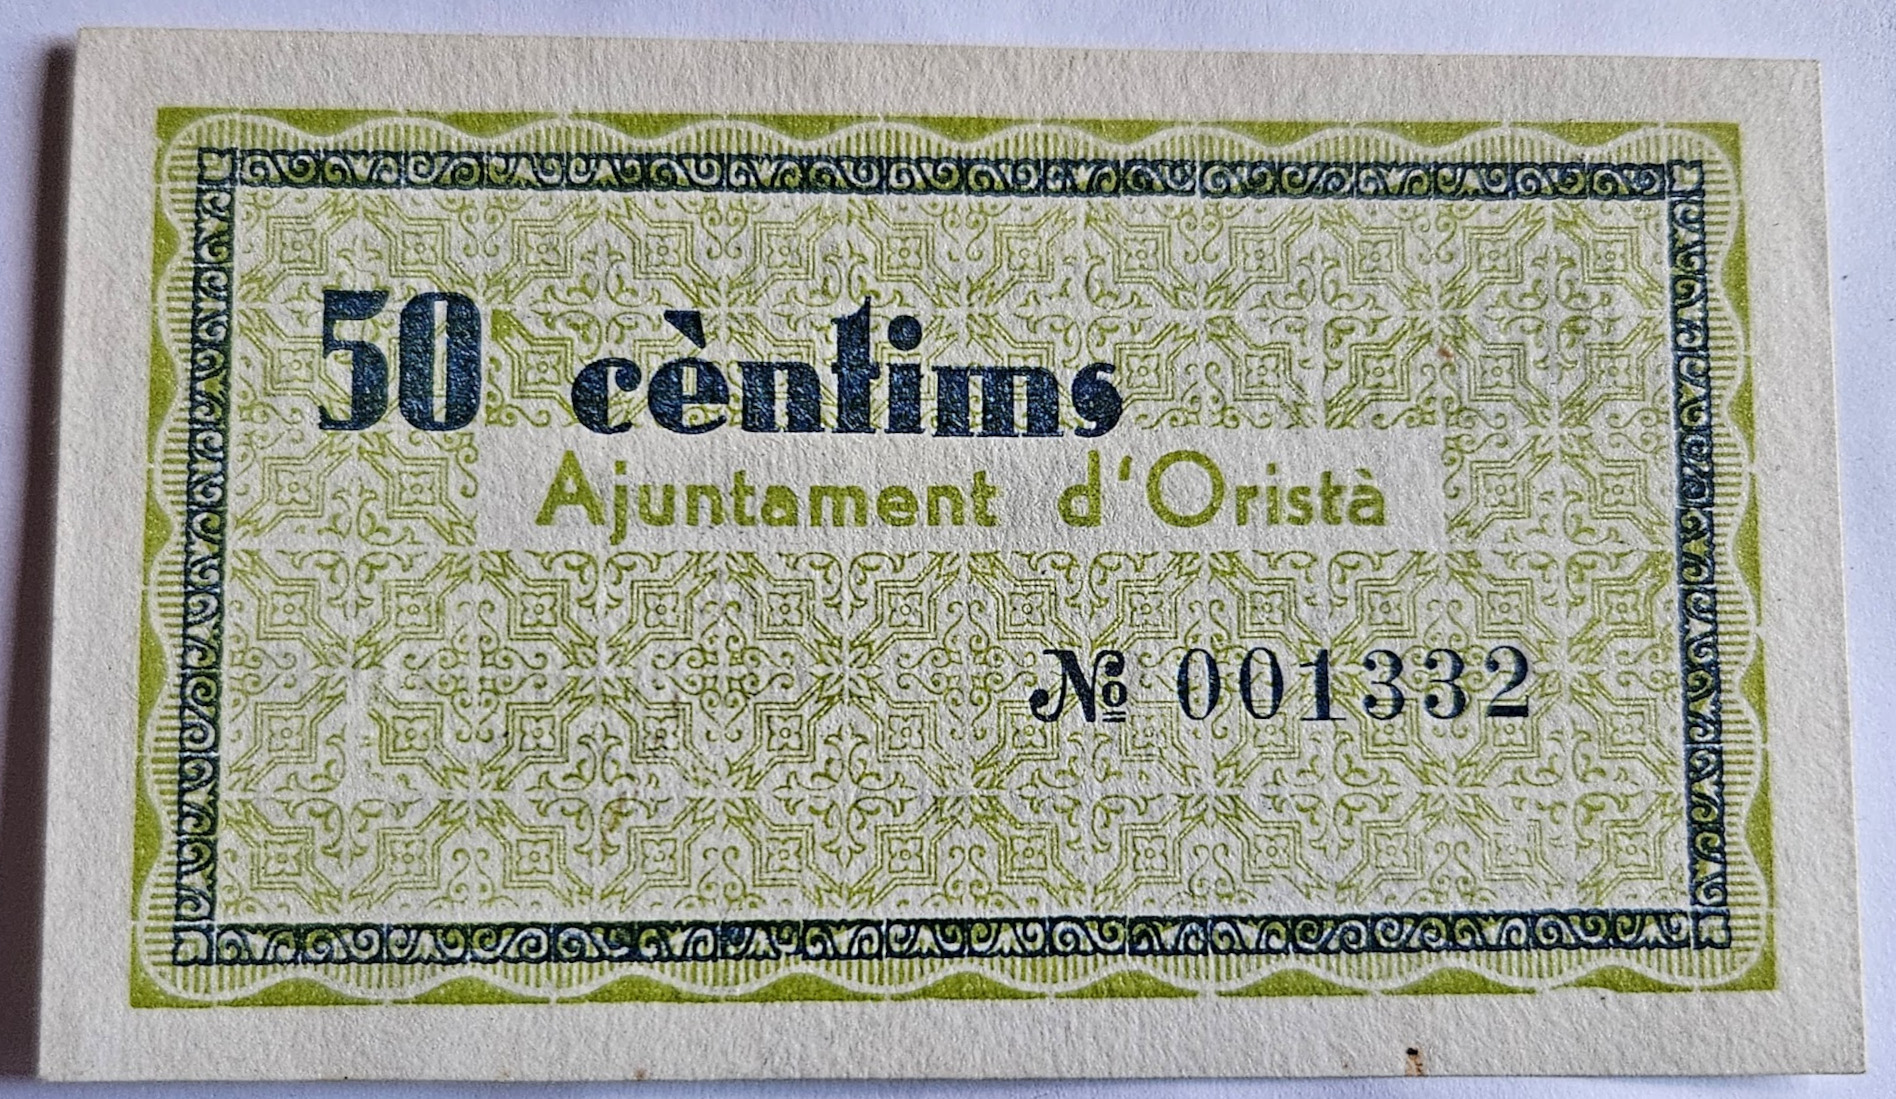 50 cèntims
Ajuntament d'Oristà
Nº 001332